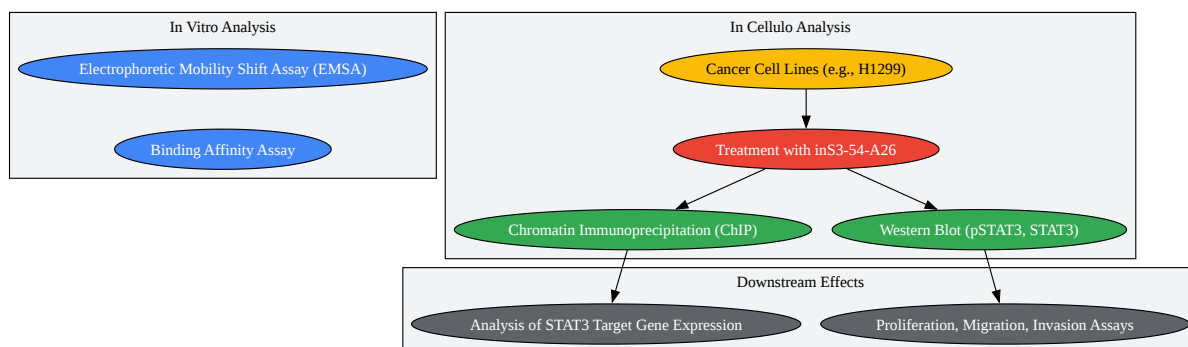 In Vitro Analysis
Electrophoretic Mobility Shift Assay (EMSA)
Binding Affinity Assay
In Cellulo Analysis
Cancer Cell Lines (e.g., H1299)
Treatment with inS3-54-A26
Chromatin Immunoprecipitation (ChIP)
Western Blot (pSTAT3, STAT3)
Downstream Effects
Analysis of STAT3 Target Gene Expression
Proliferation, Migration, Invasion Assays